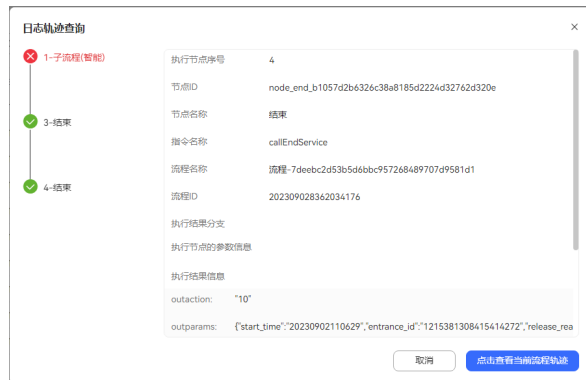 日志轨迹查询
×
1-子流程(智能)
3-结束
4-结束
执行节点序号 4
节点ID node_end_b1057d2b6326c38a8185d2224d32762d320e
节点名称 结束
指令名称 callEndService
流程名称 流程-7deebc2d53b5d6bbc957268489707d9581d1
流程ID 202309028362034176
执行结果分支
执行节点的参数信息
执行结果信息
outaction: "10"
outparams: {"start_time":"20230902110629","entrance_id":"1215381308415414272","release_rea
取消 点击查看当前流程轨迹